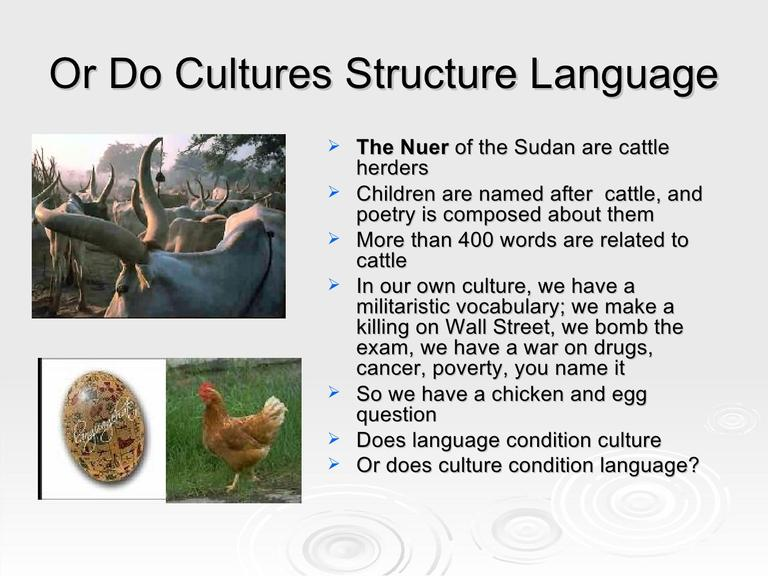 Or Do Cultures Structure Language
The Nuer of the Sudan are cattle
herders
Children are named after  cattle, and
poetry is composed about them
More than 400 words are related to
cattle
In our own culture, we have a
militaristic vocabulary; we make a
killing on Wall Street, we bomb the
exam, we have a war on drugs,
cancer, poverty, you name it
So we have a chicken and egg
question
Does language condition culture
Or does culture condition language?